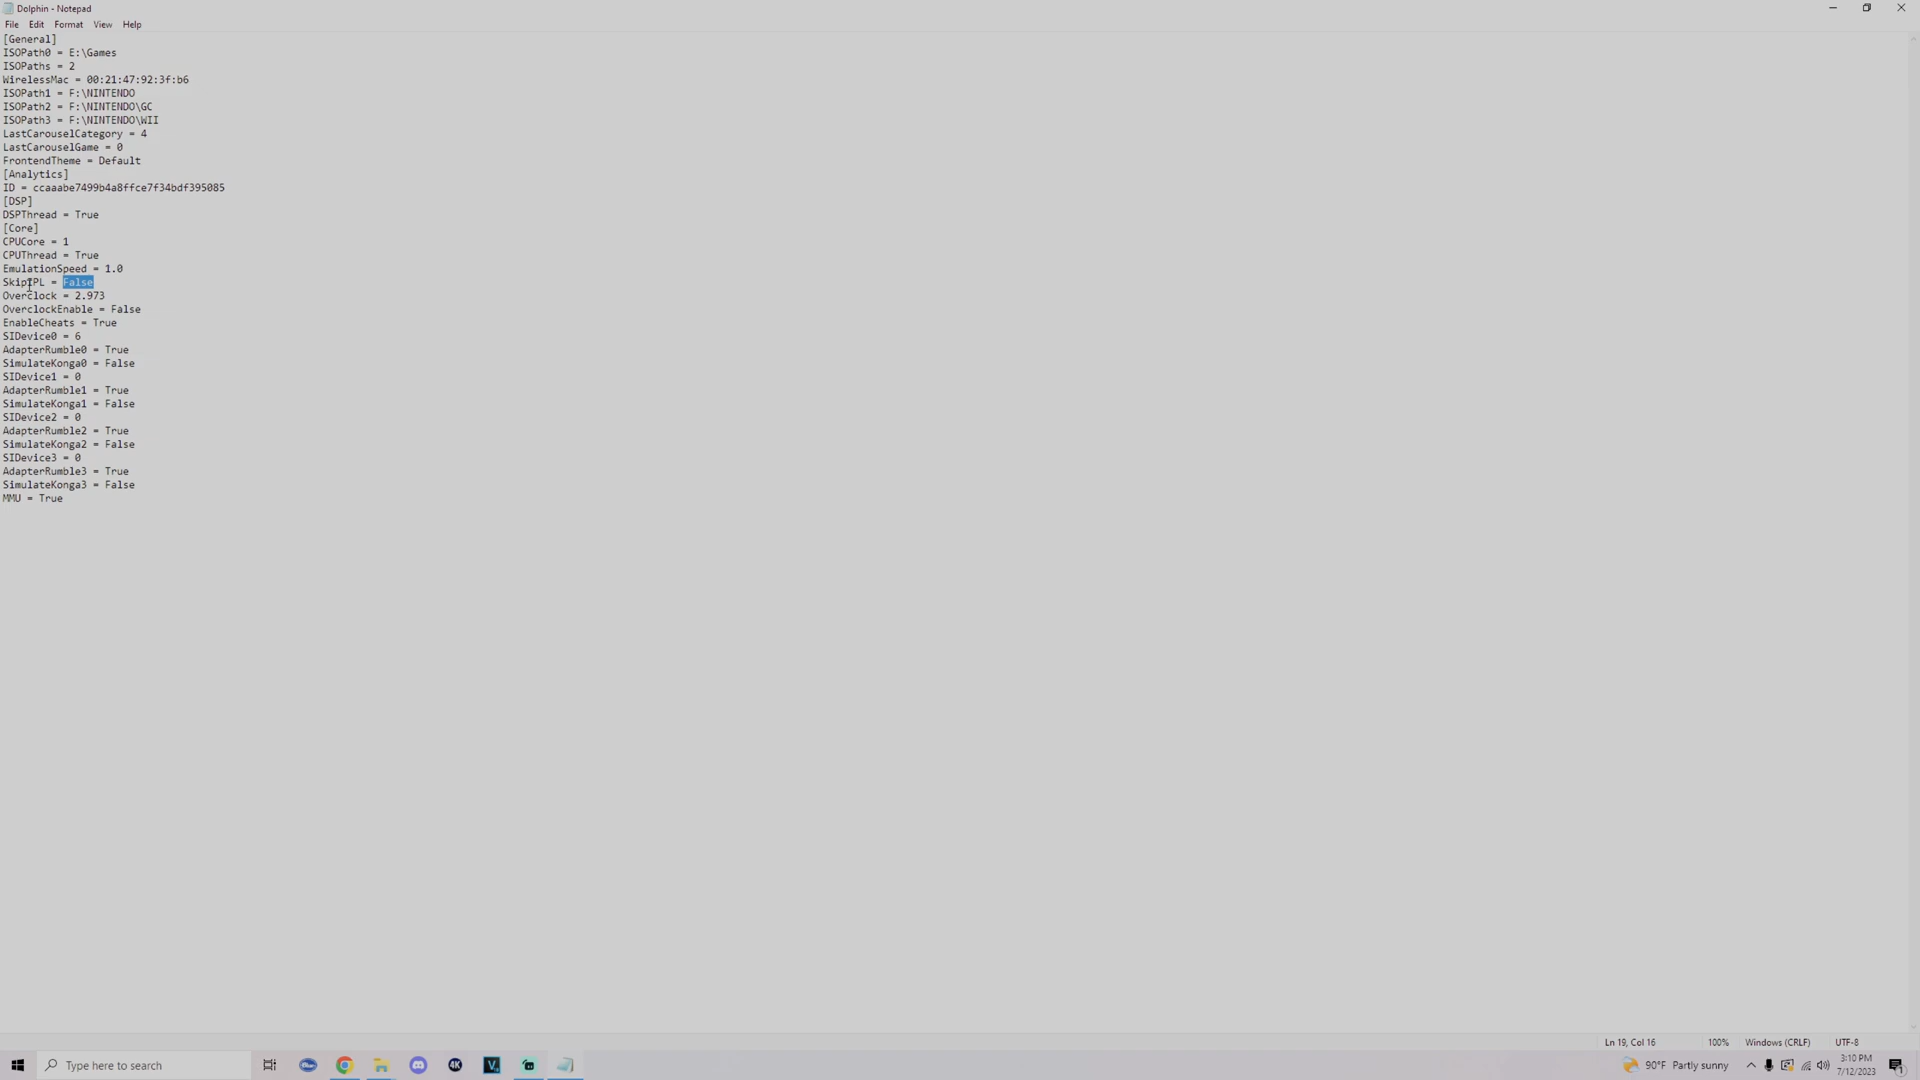 Dolphin - Notepad
File Edit Format View Help
[General]
ISOPath0 = E:\Games
ISOPaths = 2
WirelessMac = 00:21:47:92:3f:b6
ISOPath1 = F:\NINTENDO
ISOPath2 = F:\NINTENDO\GC
ISOPath3 = F:\NINTENDO\WII
LastCarouselCategory = 4
LastCarouselGame = 0
FrontendTheme = Default
[Analytics]
ID = ccaaabe7499b4a8ffce7f34bdf395085
[DSP]
DSPThread = True
[Core]
CPUCore = 1
CPUThread = True
EmulationSpeed = 1.0
SkipIPL = False
Overclock = 2.973
OverclockEnable = False
EnableCheats = True
SIDevice0 = 6
AdapterRumble0 = True
SimulateKonga0 = False
SIDevice1 = 0
AdapterRumble1 = True
SimulateKonga1 = False
SIDevice2 = 0
AdapterRumble2 = True
SimulateKonga2 = False
SIDevice3 = 0
AdapterRumble3 = True
SimulateKonga3 = False
MMU = True
Ln 19, Col 16 100% Windows (CRLF) UTF-8
Type here to search 4K V 90°F Partly sunny 3:10 PM
7/12/2023